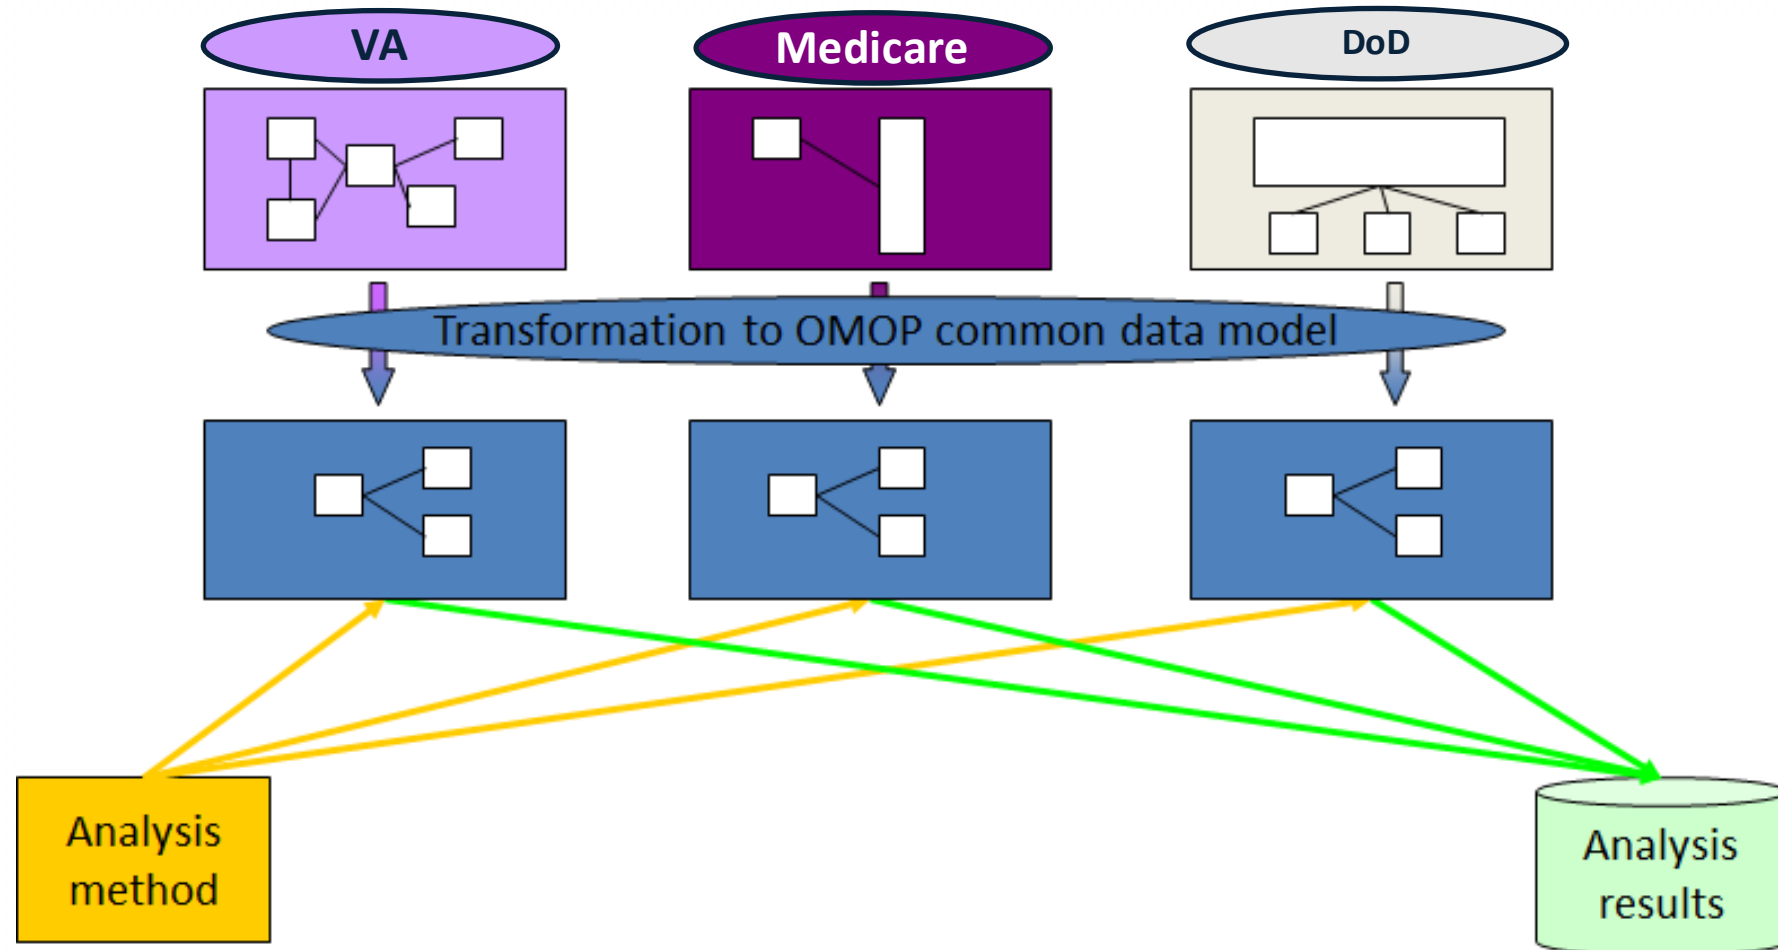 VA
Medicare
DoD
Transformation to OMOP common data model
Analysis
method
Analysis
results